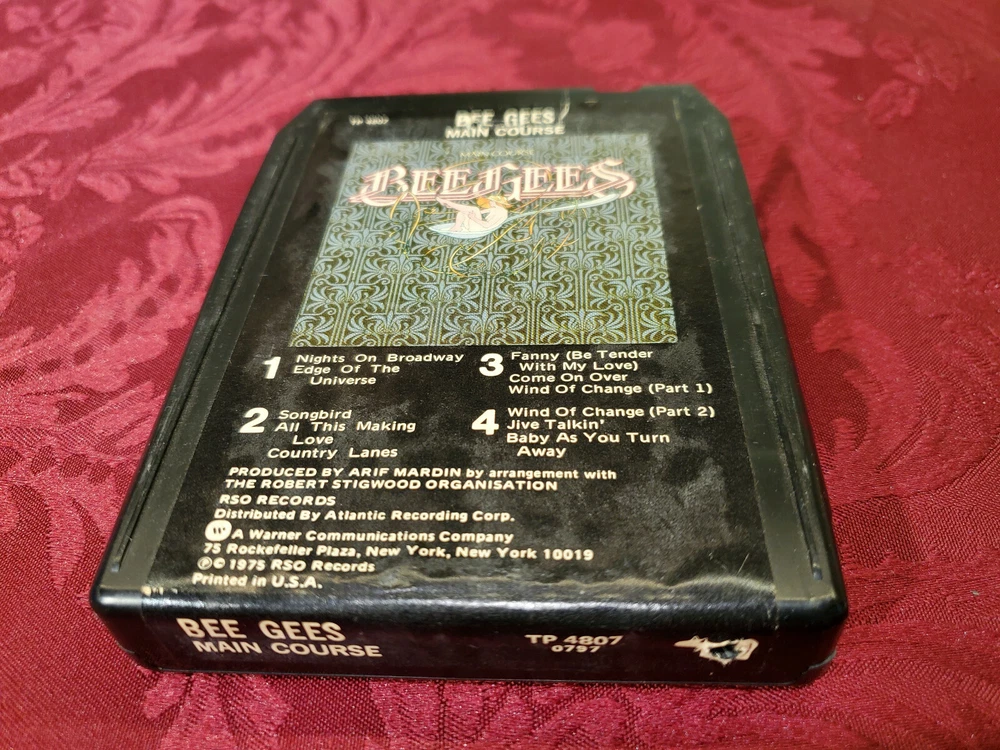 BEE GEES
MAIN COURSE
BEE GEES
1
Nights On Broadway
Edge Of The
Universe
2
Songbird
All This Making
Love
Country Lanes
3
Fanny (Be Tender
With My Love)
Come On Over
Wind Of Change (Part 1)
4
Wind Of Change (Part 2)
Jive Talkin'
Baby As You Turn
Away
PRODUCED BY ARIF MARDIN by arrangement with
THE ROBERT STIGWOOD ORGANISATION
RSO RECORDS
Distributed By Atlantic Recording Corp.
A Warner Communications Company
75 Rockefeller Plaza, New York, New York 10019
℗© 1975 RSO Records
Printed in U.S.A.
BEE GEES
MAIN COURSE
TP 4807
0797